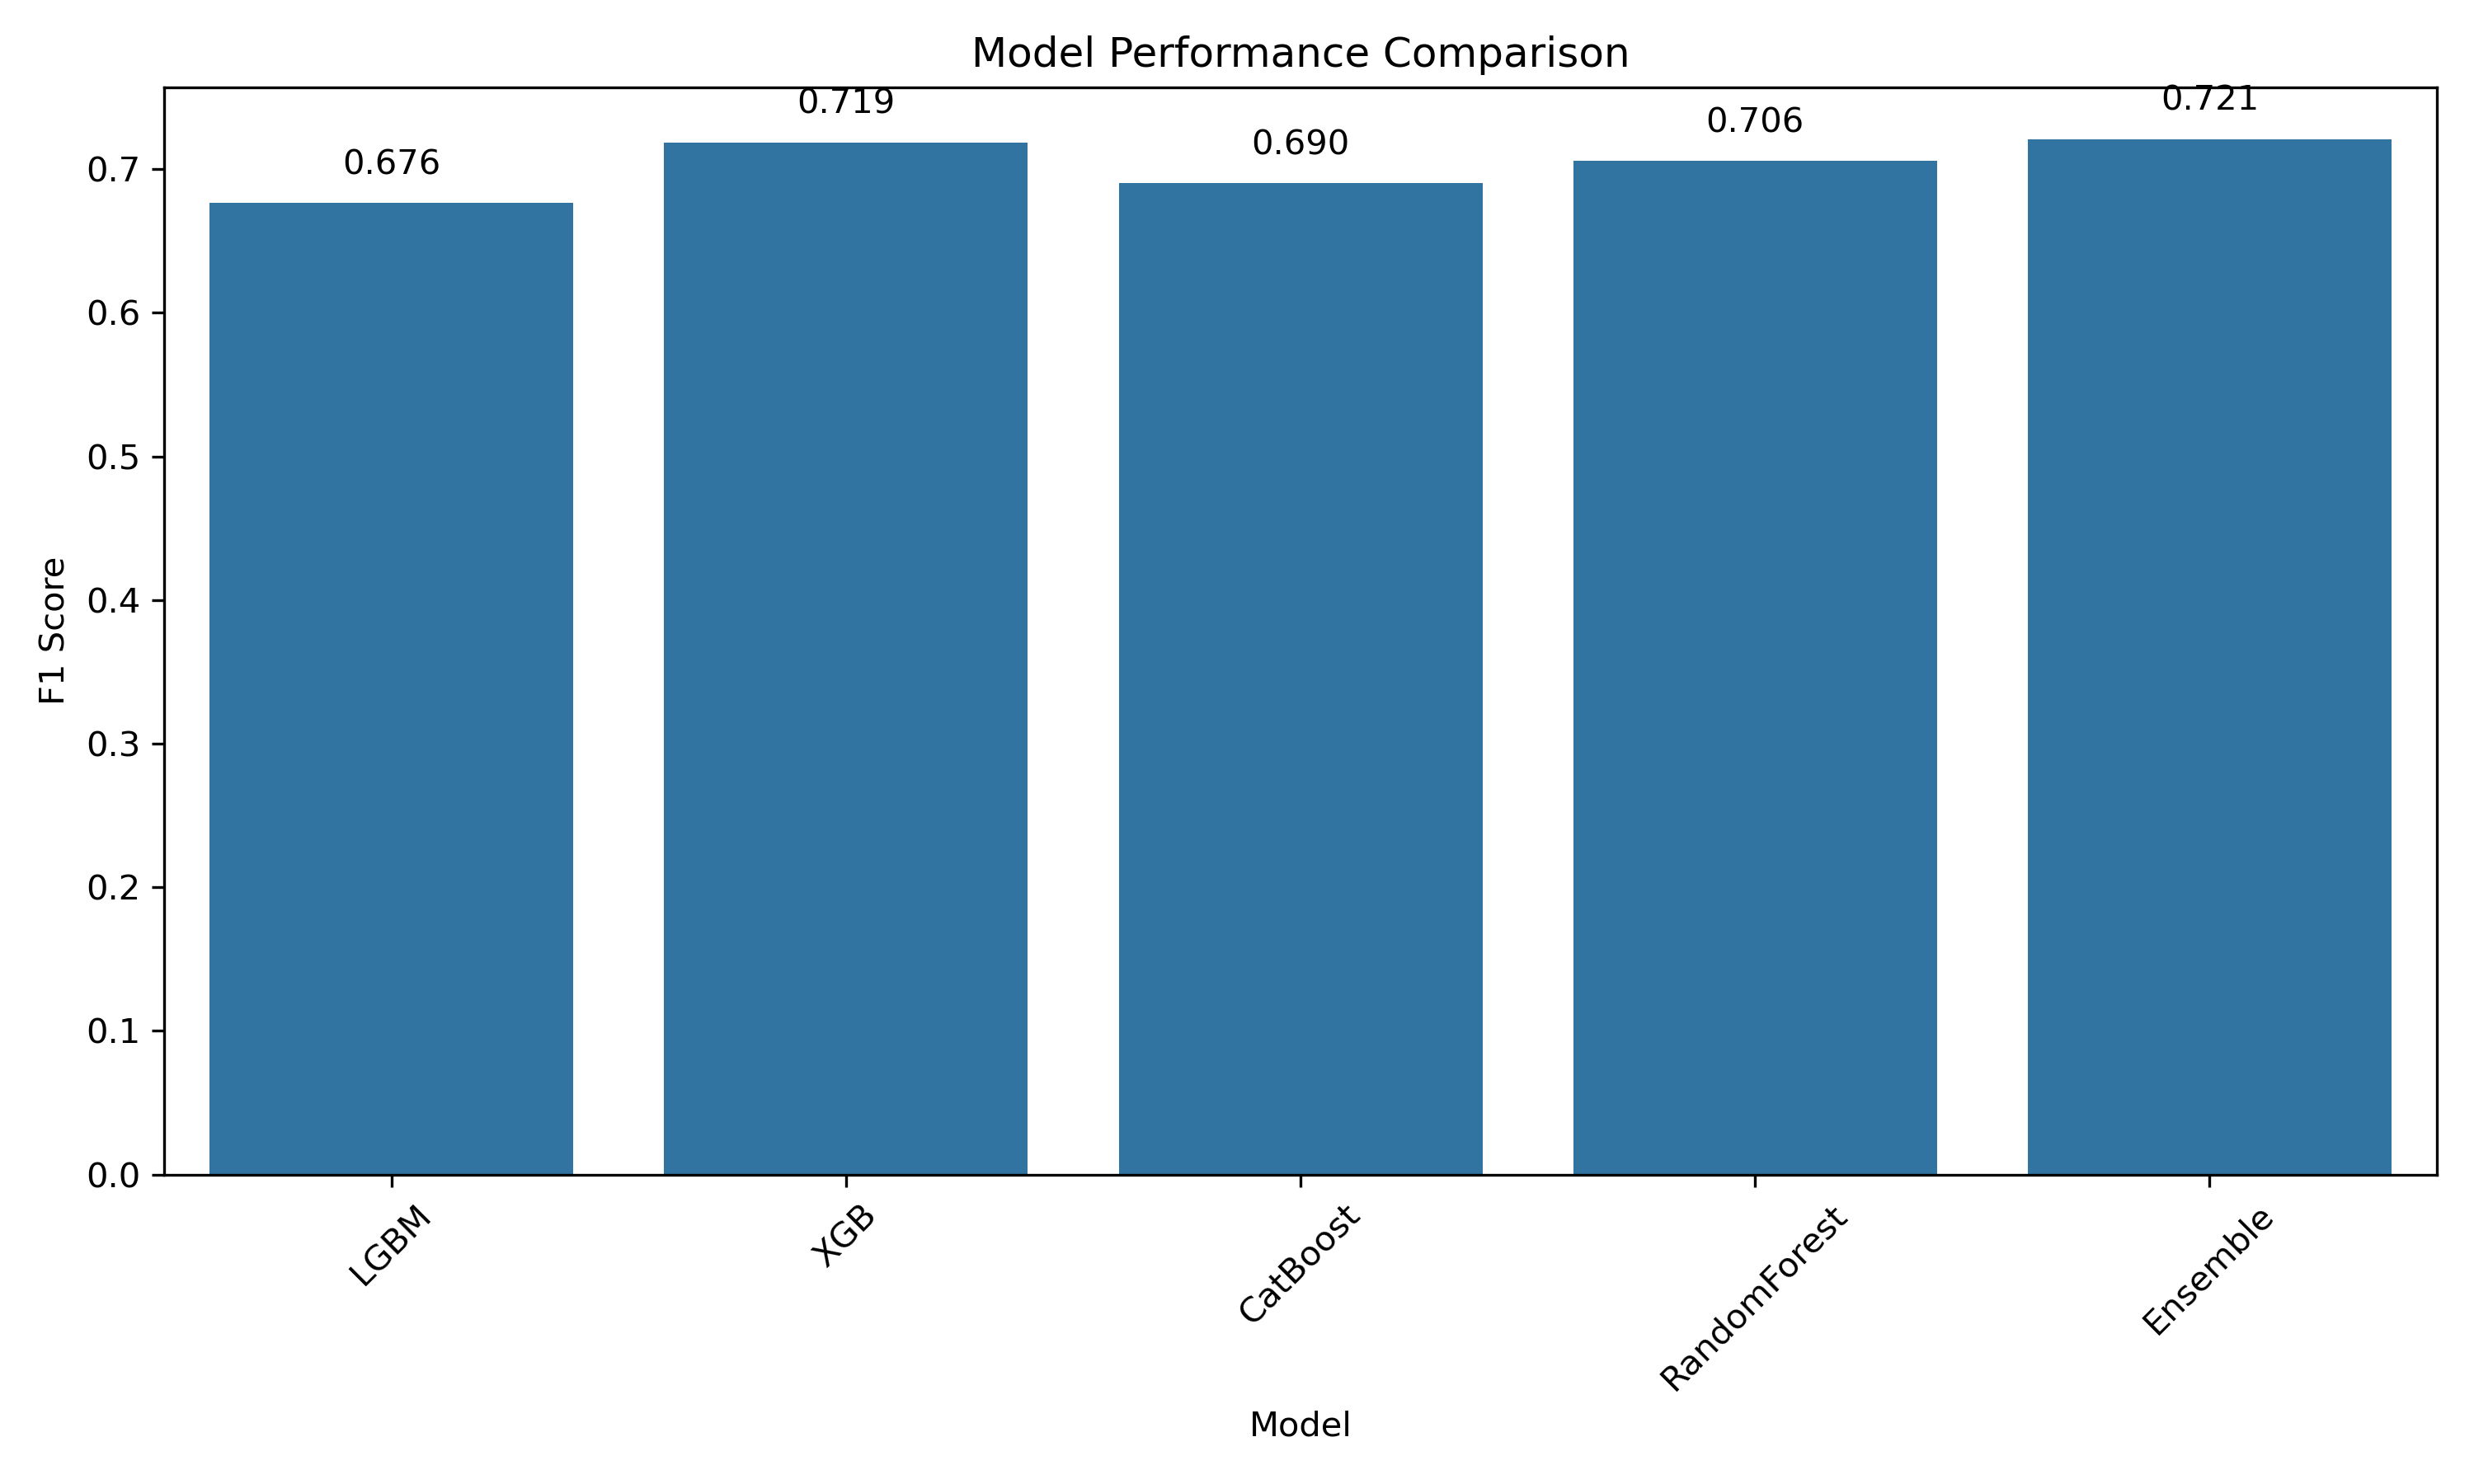 Model Performance Comparison
0.676
0.719
0.690
0.706
0.721
F1 Score
0.7
0.6
0.5
0.4
0.3
0.2
0.1
0.0
LGBM
XGB
CatBoost
RandomForest
Ensemble
Model